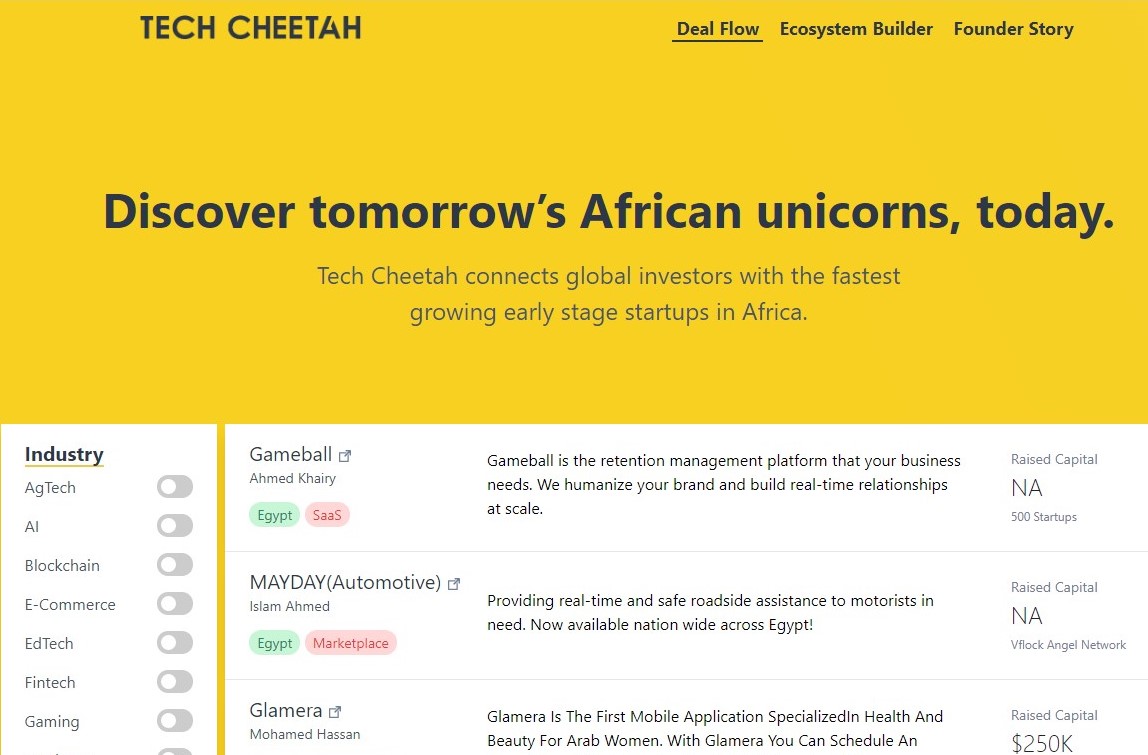 TECH CHEETAH
Deal Flow Ecosystem Builder Founder Story
Discover tomorrow’s African unicorns, today.
Tech Cheetah connects global investors with the fastest
growing early stage startups in Africa.
Industry
AgTech
AI
Blockchain
E-Commerce
EdTech
Fintech
Gaming
Gameball
Ahmed Khairy
Egypt SaaS
Gameball is the retention management platform that your business
needs. We humanize your brand and build real-time relationships
at scale.
Raised Capital
NA
500 Startups
MAYDAY(Automotive)
Islam Ahmed
Egypt Marketplace
Providing real-time and safe roadside assistance to motorists in
need. Now available nation wide across Egypt!
Raised Capital
NA
Vflock Angel Network
Glamera
Mohamed Hassan
Glamera Is The First Mobile Application SpecializedIn Health And
Beauty For Arab Women. With Glamera You Can Schedule An
Raised Capital
$250K